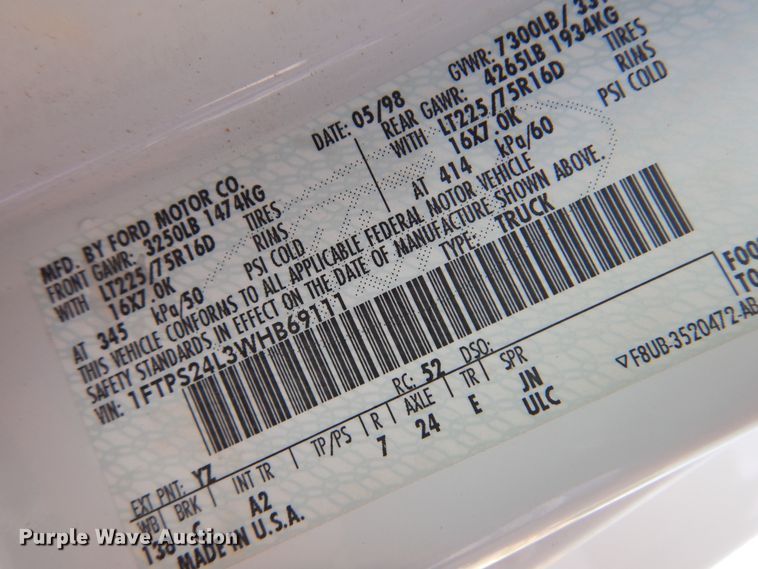 MFD. BY FORD MOTOR CO.
DATE: 05/98 GVWR: 7300LB/
FRONT GAWR: 3250LB 1474KG REAR GAWR: 4265LB 1934KG
WITH LT225/75R16D TIRES WITH LT225/75R16D TIRES
16X7.0K RIMS 16X7.0K RIMS
AT 345 kPa/50 PSI COLD AT 414 kPa/60 PSI COLD
THIS VEHICLE CONFORMS TO ALL APPLICABLE FEDERAL MOTOR VEHICLE
SAFETY STANDARDS IN EFFECT ON THE DATE OF MANUFACTURE SHOWN ABOVE.
VIN: 1FTPS24L3WHB69111 TYPE: TRUCK
EXT PNT: YZ RC: 52 DSO:
WB BRK INT TR TP/PS R AXLE TR SPR
A2 7 24 E JN
MADE IN U.S.A. ULC
▽F8UB-3520472-AB
Purple Wave Auction